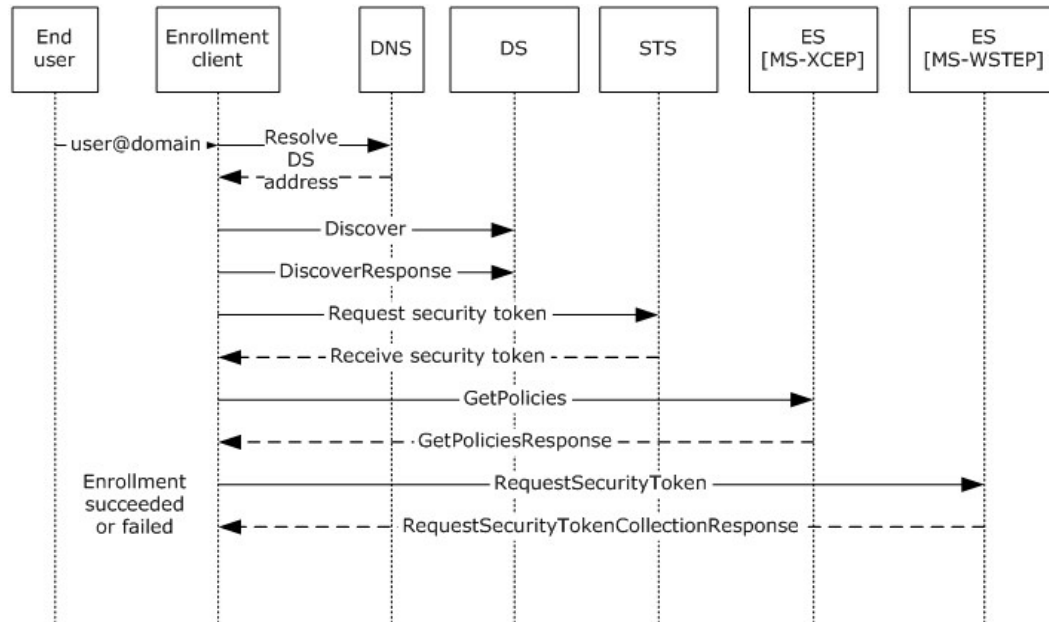 End
user
Enrollment
client
DNS
DS
STS
ES
[MS-XCEP]
ES
[MS-WSTEP]
user@domain
Resolve
DS
address
Discover
DiscoverResponse
Request security token
Receive security token
GetPolicies
GetPoliciesResponse
Enrollment
succeeded
or failed
RequestSecurityToken
RequestSecurityTokenCollectionResponse